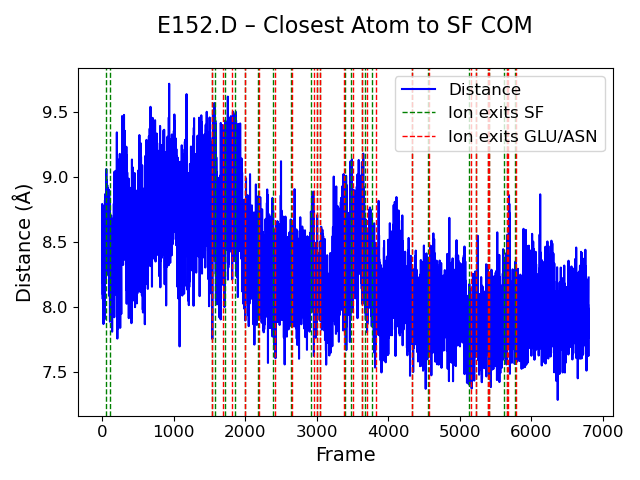 E152.D – Closest Atom to SF COM
Distance
Ion exits SF
Ion exits GLU/ASN
Distance (Å)
9.5
9.0
8.5
8.0
7.5
0 1000 2000 3000 4000 5000 6000 7000
Frame